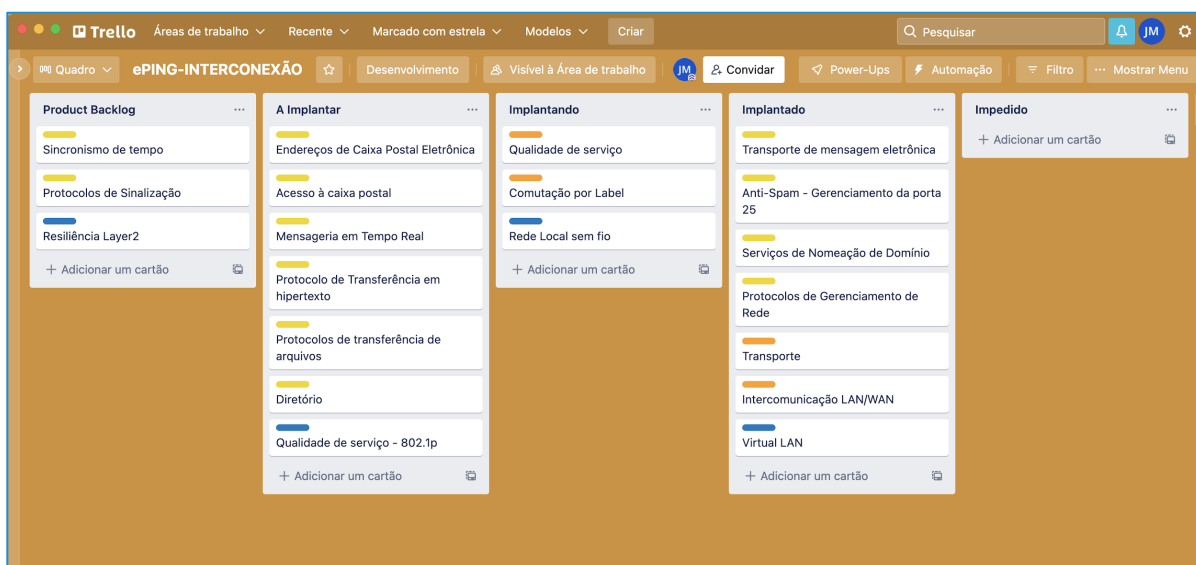 Trello Áreas de trabalho Recente Marcado com estrela Modelos Criar Pesquisar JM
Quadro ePING-INTERCONEXÃO Desenvolvimento Visível à Área de trabalho JM Convidar Power-Ups Automação Filtro ... Mostrar Menu
Product Backlog ...
Sincronismo de tempo
Protocolos de Sinalização
Resiliência Layer2
+ Adicionar um cartão
A Implantar ...
Endereços de Caixa Postal Eletrônica
Acesso à caixa postal
Mensageria em Tempo Real
Protocolo de Transferência em
hipertexto
Protocolos de transferência de
arquivos
Diretório
Qualidade de serviço - 802.1p
+ Adicionar um cartão
Implantando ...
Qualidade de serviço
Comutação por Label
Rede Local sem fio
+ Adicionar um cartão
Implantado ...
Transporte de mensagem eletrônica
Anti-Spam - Gerenciamento da porta
25
Serviços de Nomeação de Domínio
Protocolos de Gerenciamento de
Rede
Transporte
Intercomunicação LAN/WAN
Virtual LAN
+ Adicionar um cartão
Impedido ...
+ Adicionar um cartão